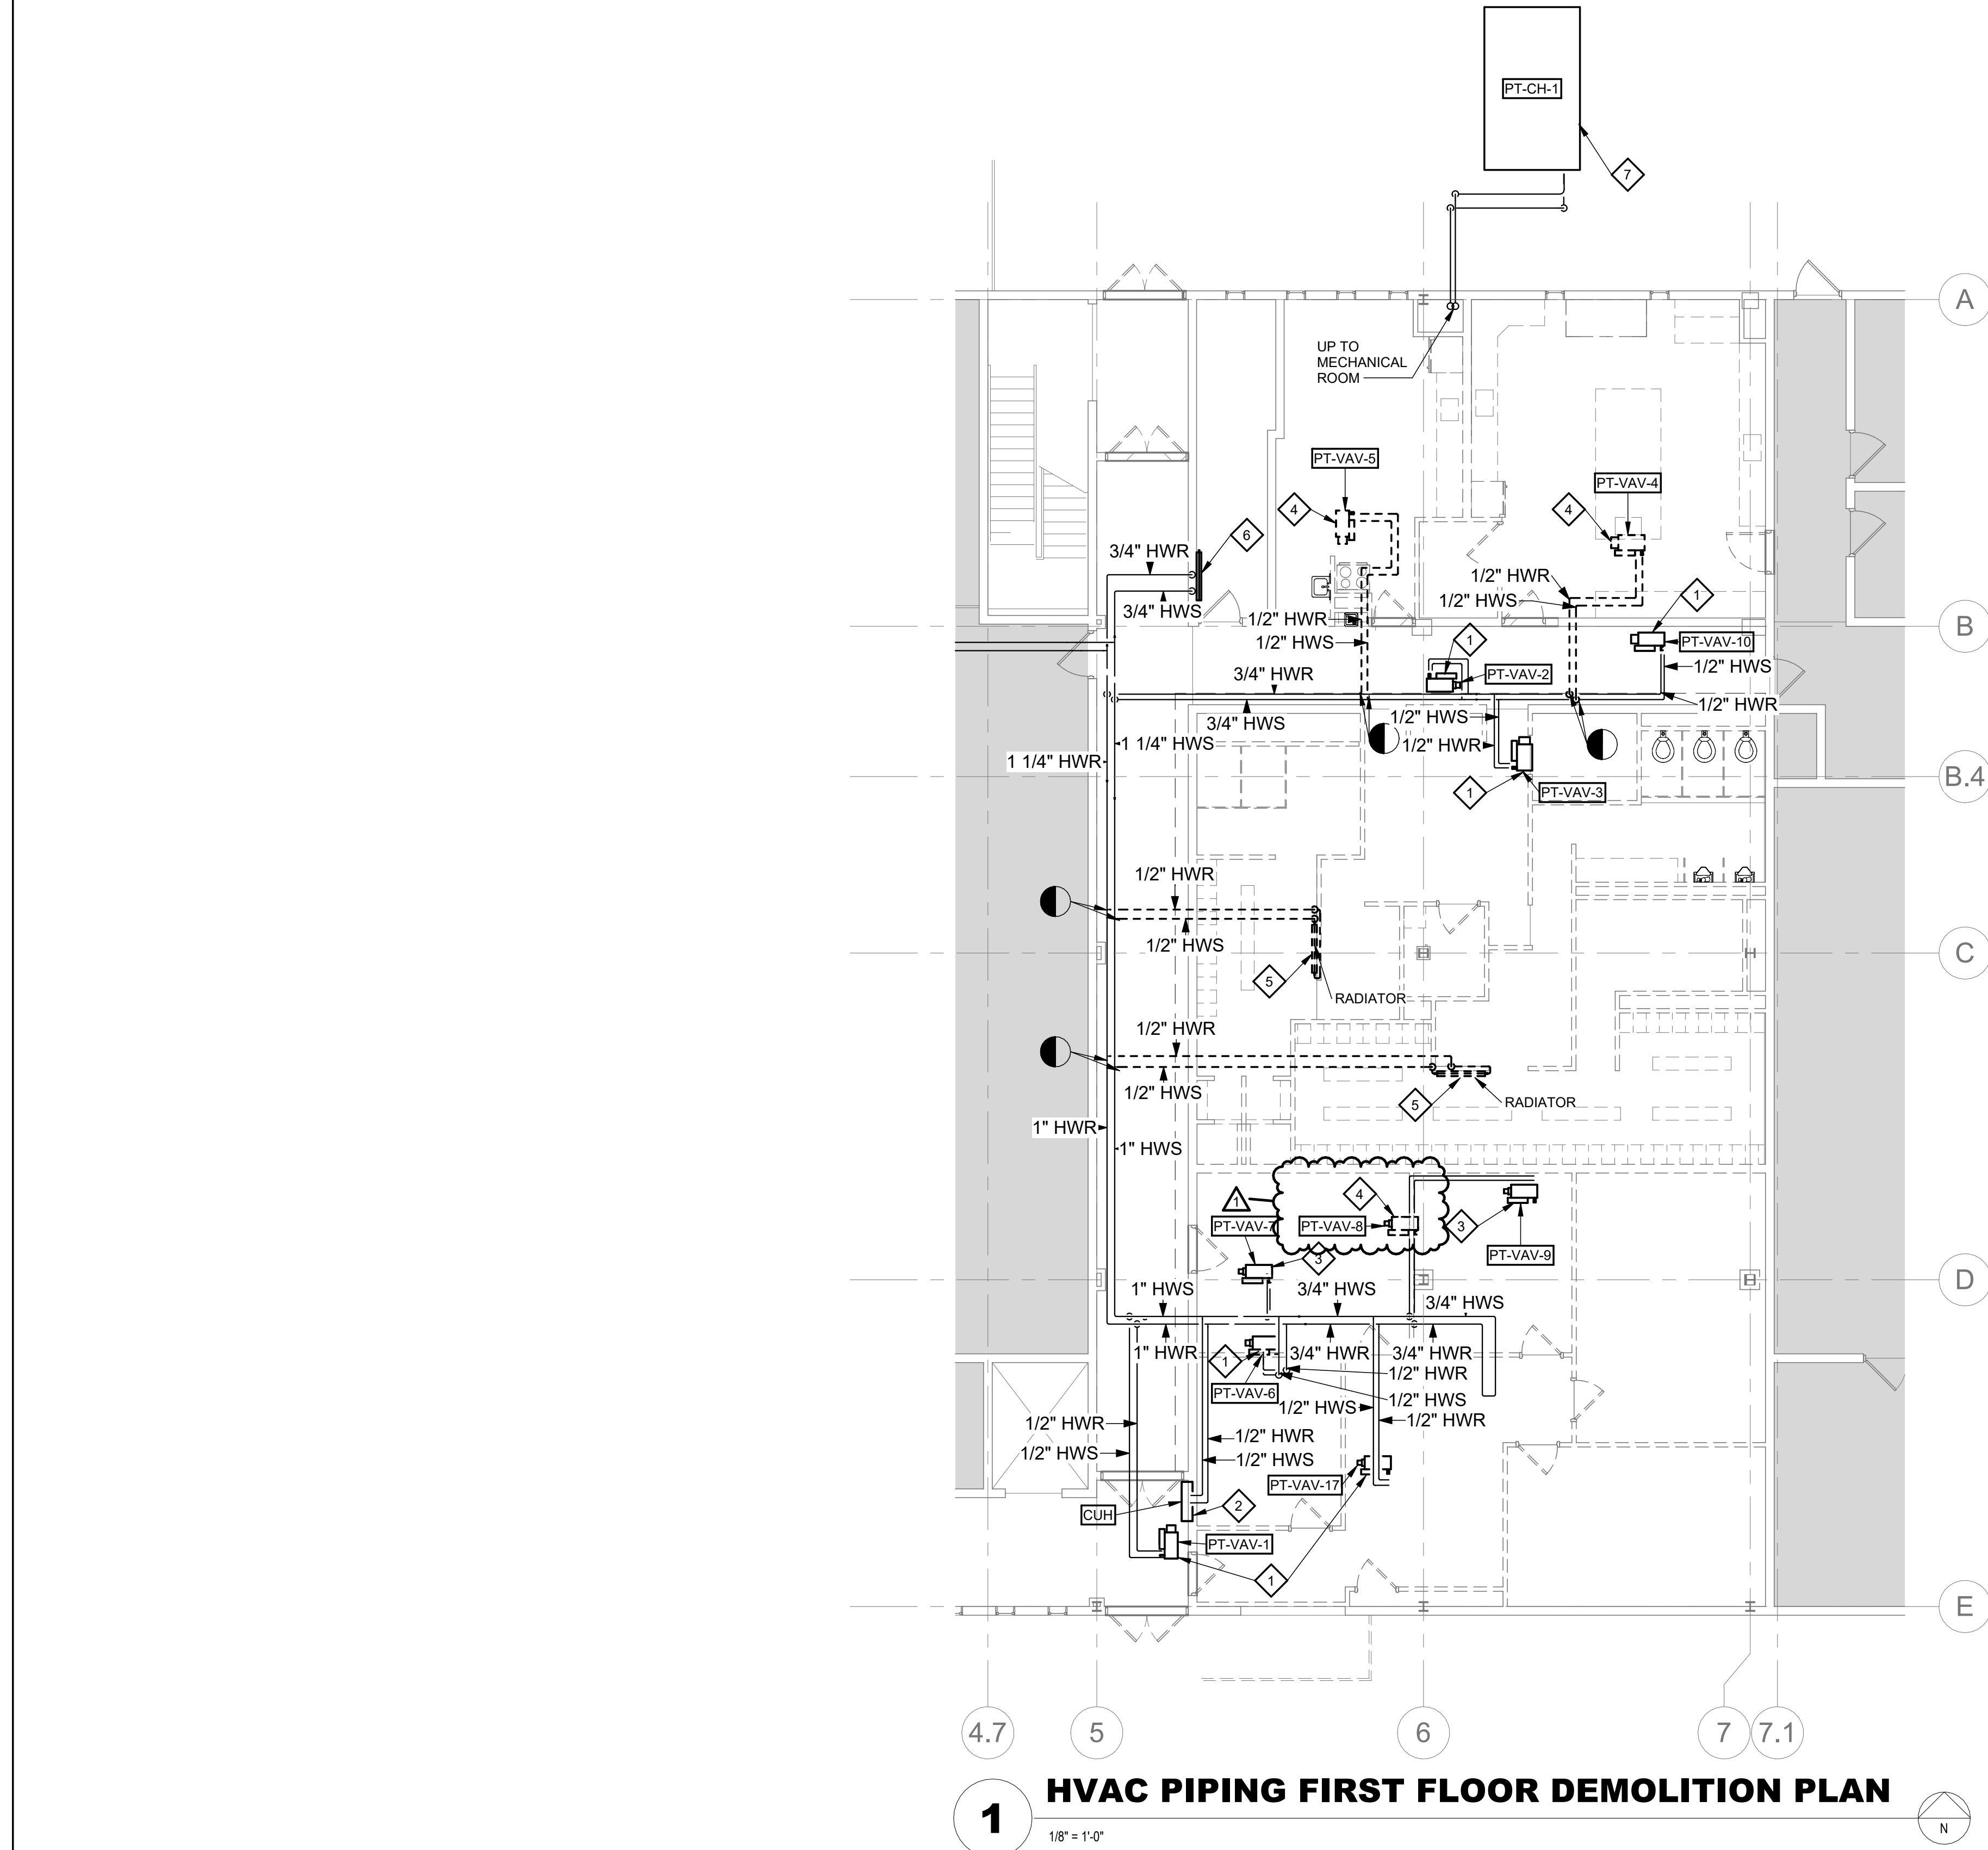 PT-CH-1
7
A
UP TO
MECHANICAL
ROOM
PT-VAV-5
PT-VAV-4
4
4
6
3/4" HWR
3/4" HWS
1/2" HWR
1/2" HWS
1
1/2" HWR
1/2" HWS
B
1
PT-VAV-10
PT-VAV-2
1/2" HWS
3/4" HWR
1/2" HWR
3/4" HWS
1/2" HWS
1/2" HWR
1 1/4" HWS
1 1/4" HWR
B.4
1
PT-VAV-3
1/2" HWR
1/2" HWS
C
5
RADIATOR
1/2" HWR
1/2" HWS
5
RADIATOR
1" HWR
1" HWS
1
4
PT-VAV-7
PT-VAV-8
3
PT-VAV-9
3
D
1" HWS
3/4" HWS
3/4" HWS
1" HWR
3/4" HWR
3/4" HWR
1
1/2" HWR
PT-VAV-6
1/2" HWS
1/2" HWS
1/2" HWR
1/2" HWR
1/2" HWS
1/2" HWR
1/2" HWS
PT-VAV-17
CUH
2
PT-VAV-1
1
E
4.7
5
6
7
7.1
1
HVAC PIPING FIRST FLOOR DEMOLITION PLAN
1/8" = 1'-0"
N